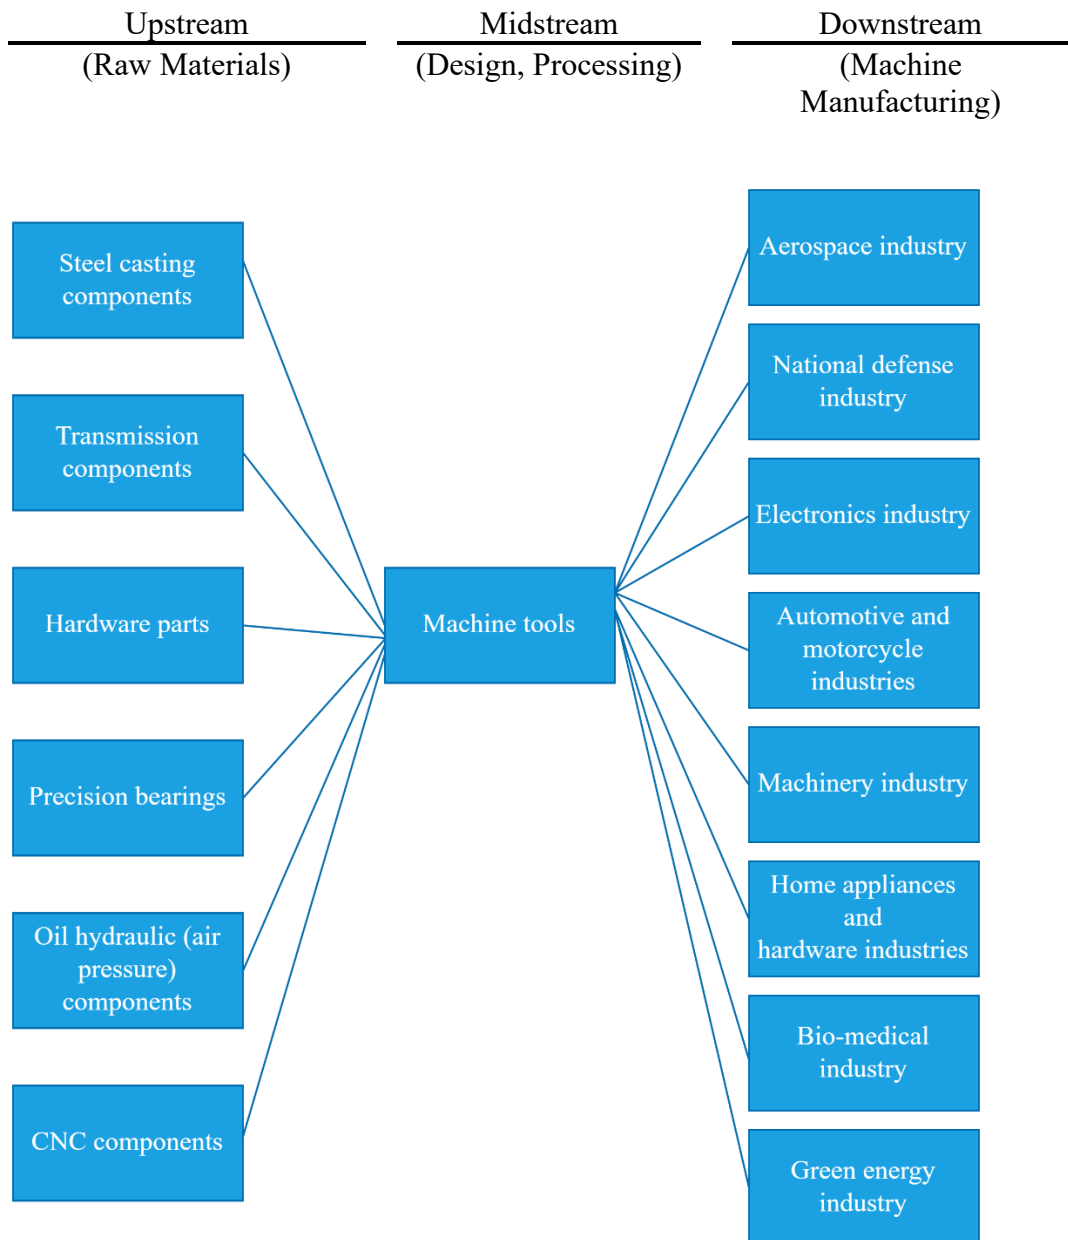 Upstream
(Raw Materials)
Midstream
(Design, Processing)
Downstream
(Machine
Manufacturing)
Steel casting
components
Transmission
components
Hardware parts
Precision bearings
Oil hydraulic (air
pressure)
components
CNC components
Machine tools
Aerospace industry
National defense
industry
Electronics industry
Automotive and
motorcycle
industries
Machinery industry
Home appliances
and
hardware industries
Bio-medical
industry
Green energy
industry